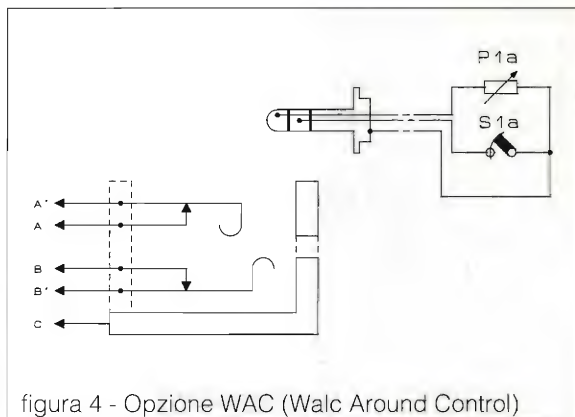 P1a
S1a
A'
A
B
B'
C
figura 4 - Opzione WAC (Walc Around Control)